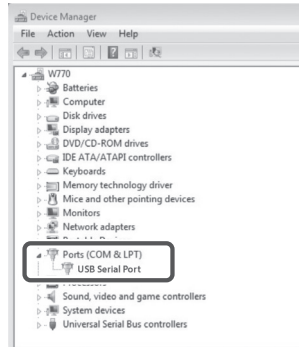 Device Manager
File Action View Help
W770
Batteries
Computer
Disk drives
Display adapters
DVD/CD-ROM drives
IDE ATA/ATAPI controllers
Keyboards
Memory technology driver
Mice and other pointing devices
Monitors
Network adapters
Ports (COM & LPT)
USB Serial Port
Sound, video and game controllers
System devices
Universal Serial Bus controllers